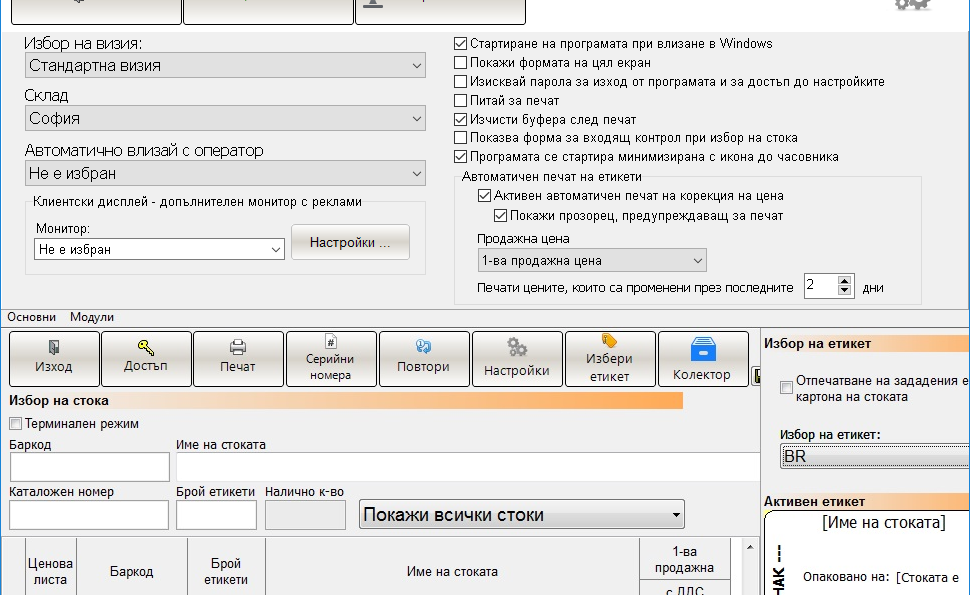 Избор на визия:
Стандартна визия
Склад
София
Автоматично влизай с оператор
Не е избран
Клиентски дисплей - допълнителен монитор с реклами
Монитор:
Не е избран
Настройки ...
Стартиране на програмата при влизане в Windows
Покажи формата на цял екран
Изисквай парола за изход от програмата и за достъп до настройките
Питай за печат
Изчисти буфера след печат
Показва форма за входящ контрол при избор на стока
Програмата се стартира минимизирана с икона до часовника
Автоматичен печат на етикети
Активен автоматичен печат на корекция на цена
Покажи прозорец, предупреждаващ за печат
Продажна цена
1-ва продажна цена
Печати цените, които са променени през последните 2 дни
Основни Модули
Изход
Достъп
Печат
Серийни
номера
Повтори
Настройки
Избери
етикет
Колектор
Избор на стока
Терминален режим
Баркод
Име на стоката
Каталожен номер
Брой етикети
Налично к-во
Покажи всички стоки
Ценова
листа
Баркод
Брой
етикети
Име на стоката
1-ва
продажна
с ДДС
Избор на етикет
Отпечатване на зададения е
картона на стоката
Избор на етикет:
BR
Активен етикет
[Име на стоката]
НАК ---
Опаковано на: [Стоката е